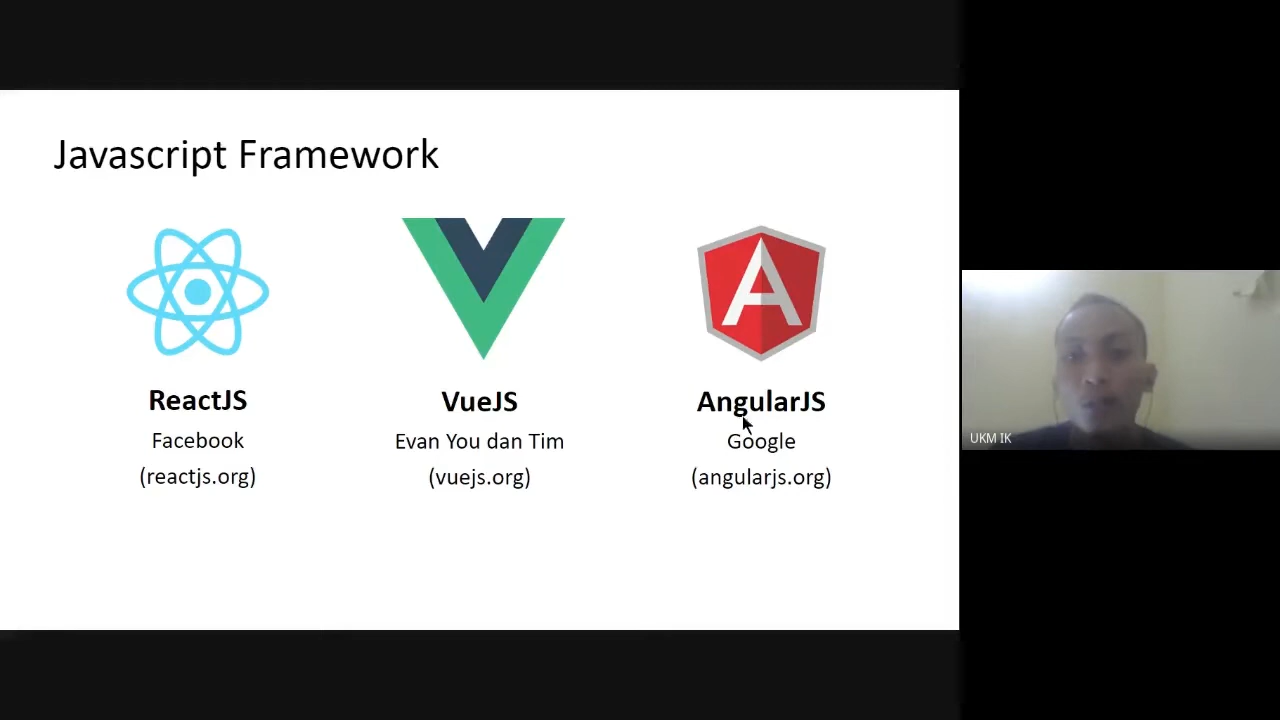 Javascript Framework
ReactJS
Facebook
(reactjs.org)
VueJS
Evan You dan Tim
(vuejs.org)
AngularJS
Google
(angularjs.org)
UKM IK